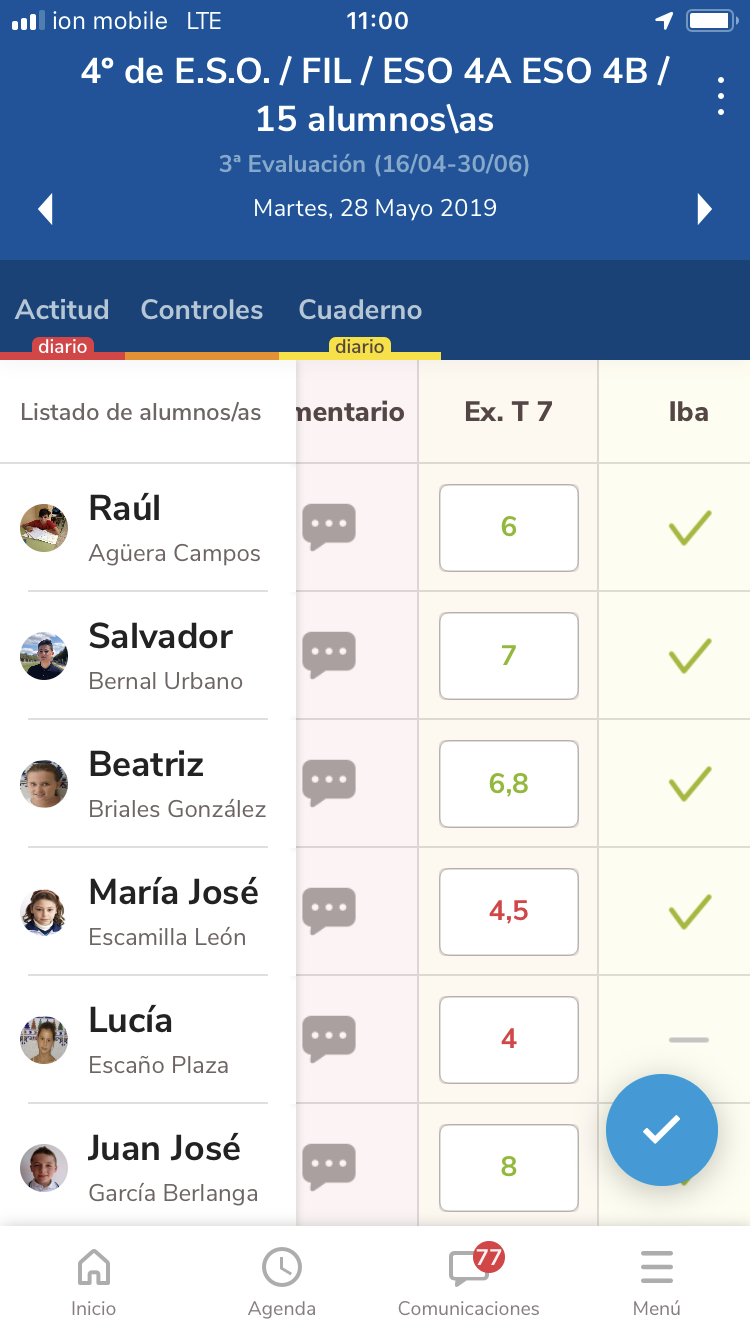 ion mobile LTE 11:00
4º de E.S.O. / FIL / ESO 4A ESO 4B /
15 alumnos\as
3ª Evaluación (16/04-30/06)
Martes, 28 Mayo 2019
Actitud Controles Cuaderno
diario diario
Listado de alumnos/as mentario Ex. T 7 Iba
Raúl
Agüera Campos
6
Salvador
Bernal Urbano
7
Beatriz
Briales González
6,8
María José
Escamilla León
4,5
Lucía
Escaño Plaza
4
Juan José
García Berlanga
8
77
Inicio Agenda Comunicaciones Menú